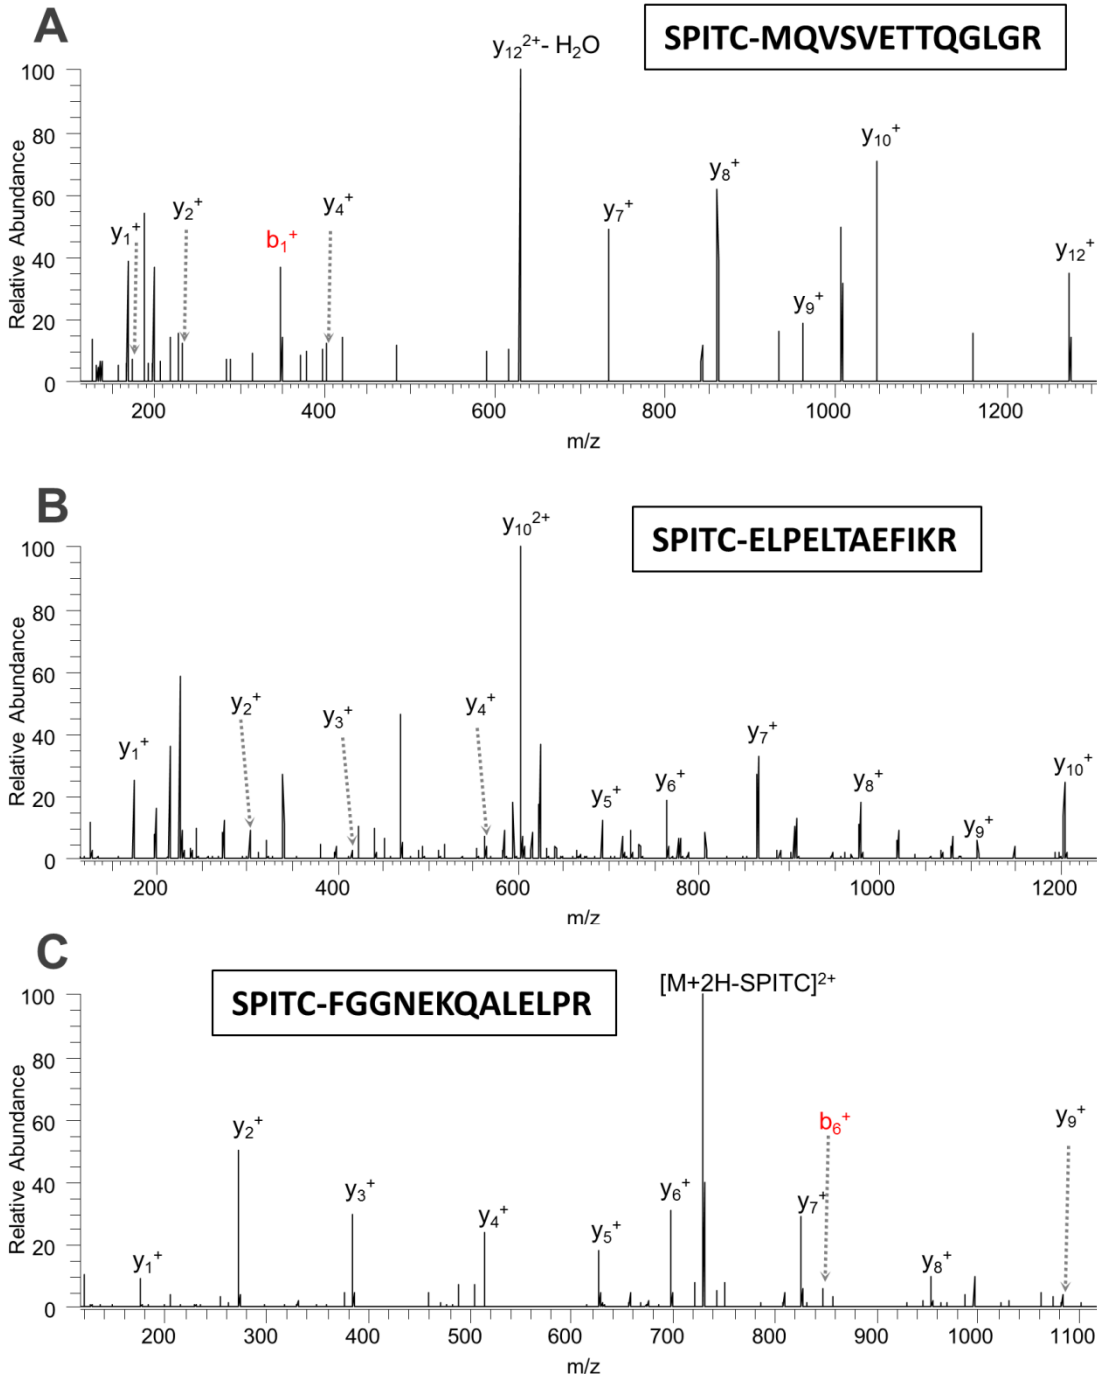 A
SPITC-MQVSVETTQGLGR
y12 2+- H2O
100
80
60
40
20
0
Relative Abundance
y1+
y2+
b1+
y4+
y7+
y8+
y9+
y10+
y12+
200 400 600 800 1000 1200
m/z
B
SPITC-ELPELTAEFIKR
y10 2+
100
80
60
40
20
0
Relative Abundance
y1+
y2+
y3+
y4+
y5+
y6+
y7+
y8+
y9+
y10+
200 400 600 800 1000 1200
m/z
C
SPITC-FGGNEKQALELPR
[M+2H-SPITC]2+
100
80
60
40
20
0
Relative Abundance
y1+
y2+
y3+
y4+
y5+
y6+
y7+
b6+
y8+
y9+
200 300 400 500 600 700 800 900 1000 1100
m/z